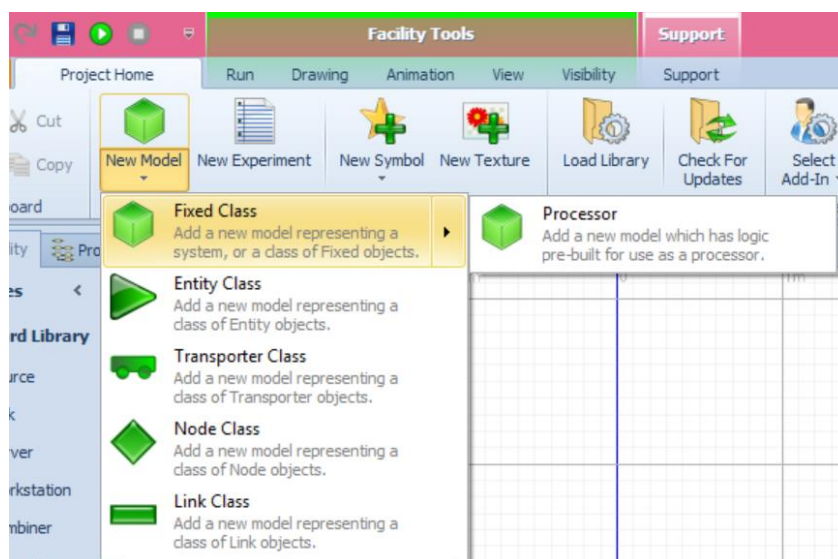 Facility Tools
Support
Project Home
Run
Drawing
Animation
View
Visibility
Support
Cut
Copy
New Model
New Experiment
New Symbol
New Texture
Load Library
Check For
Updates
Select
Add-In
oard
Fixed Class
Add a new model representing a
system, or a class of Fixed objects.
Processor
Add a new model which has logic
pre-built for use as a processor.
lity
Pro
es
rd Library
urce
k
ver
rkstation
mbiner
Entity Class
Add a new model representing a
class of Entity objects.
Transporter Class
Add a new model representing a
class of Transporter objects.
Node Class
Add a new model representing a
class of Node objects.
Link Class
Add a new model representing a
class of Link objects.